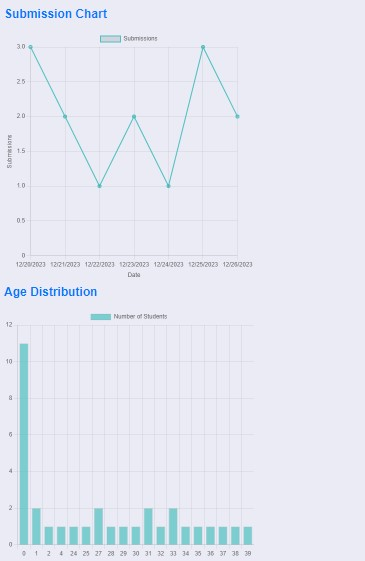 Submission Chart
Submissions
3.0
2.5
2.0
1.5
1.0
0.5
0
Submissions
12/20/2023 12/21/2023 12/22/2023 12/23/2023 12/24/2023 12/25/2023 12/26/2023
Date
Age Distribution
Number of Students
12
10
8
6
4
2
0
0 1 2 4 24 25 27 28 29 30 31 32 33 34 35 36 37 38 39